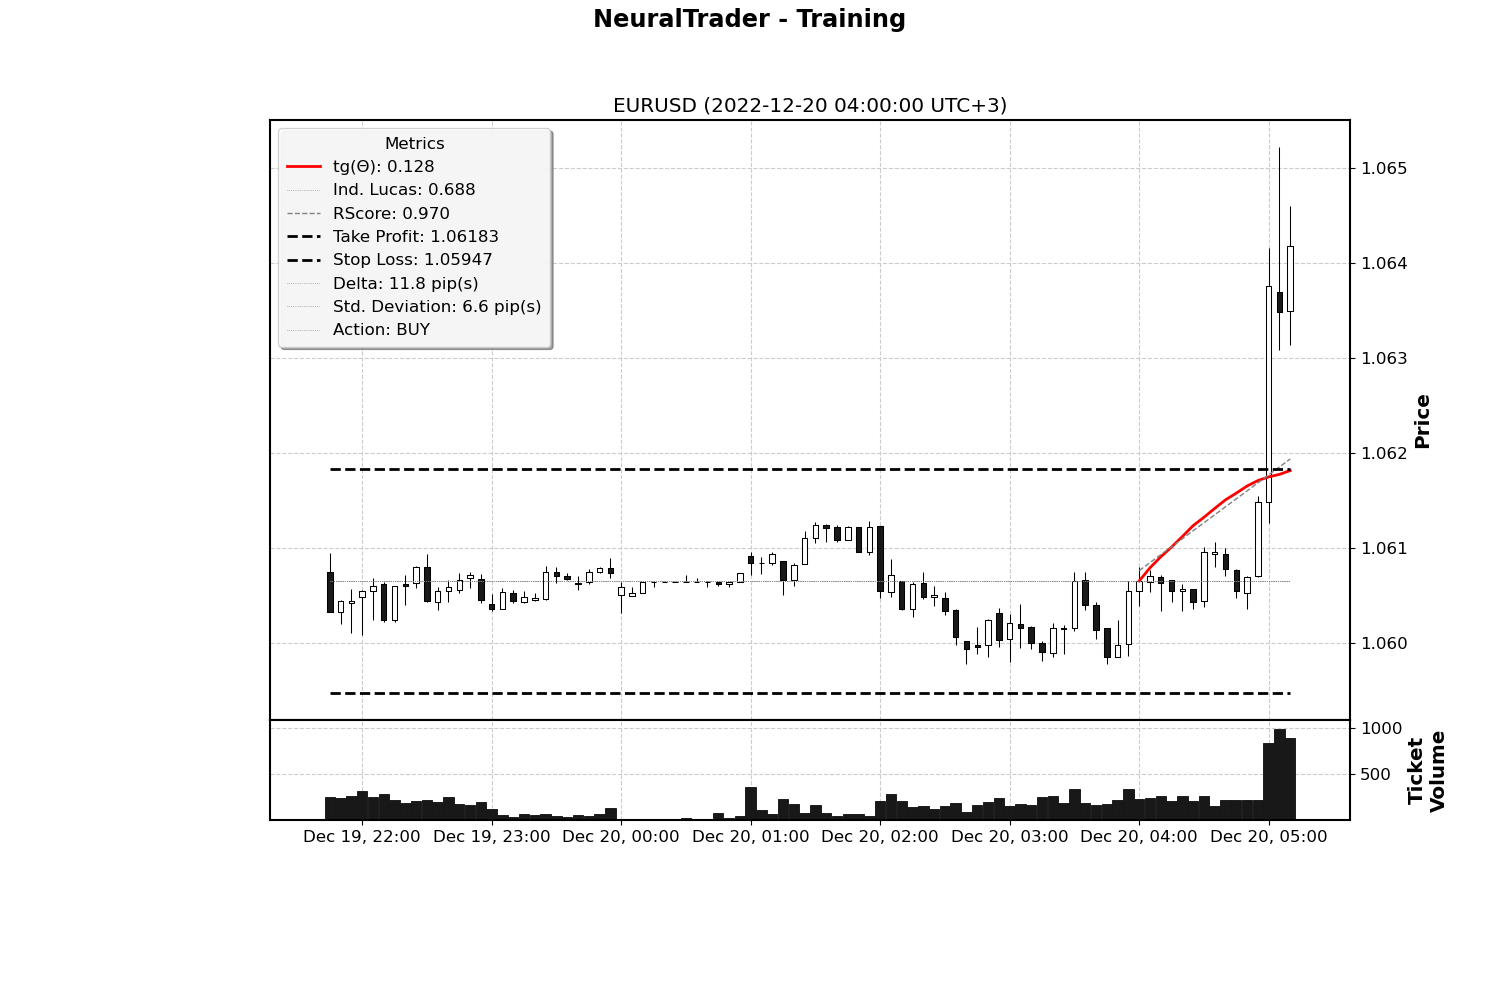 NeuralTrader - Training
EURUSD (2022-12-20 04:00:00 UTC+3)
Metrics
tg(Θ): 0.128
Ind. Lucas: 0.688
RScore: 0.970
Take Profit: 1.06183
Stop Loss: 1.05947
Delta: 11.8 pip(s)
Std. Deviation: 6.6 pip(s)
Action: BUY
1.065
1.064
1.063
1.062
1.061
1.060
Price
1000
500
Ticket
Volume
Dec 19, 22:00 Dec 19, 23:00 Dec 20, 00:00 Dec 20, 01:00 Dec 20, 02:00 Dec 20, 03:00 Dec 20, 04:00 Dec 20, 05:00